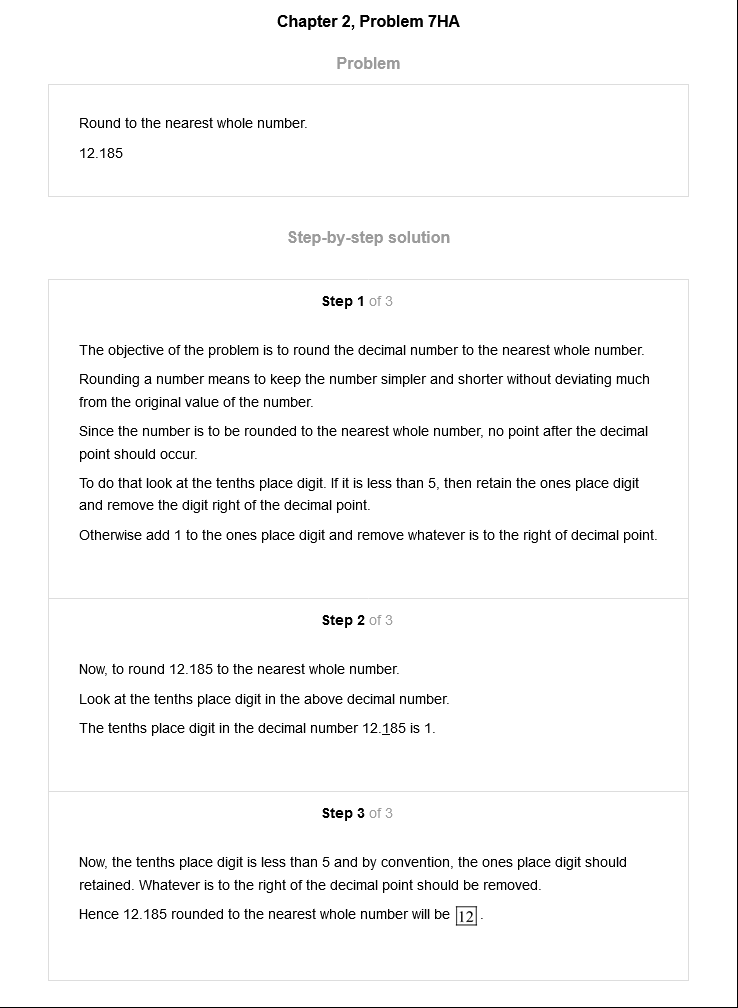 Chapter 2, Problem 7HA
Problem
Round to the nearest whole number.
12.185
Step-by-step solution
Step 1 of 3
The objective of the problem is to round the decimal number to the nearest whole number.
Rounding a number means to keep the number simpler and shorter without deviating much
from the original value of the number.
Since the number is to be rounded to the nearest whole number, no point after the decimal
point should occur.
To do that look at the tenths place digit. If it is less than 5, then retain the ones place digit
and remove the digit right of the decimal point.
Otherwise add 1 to the ones place digit and remove whatever is to the right of decimal point.
Step 2 of 3
Now, to round 12.185 to the nearest whole number.
Look at the tenths place digit in the above decimal number.
The tenths place digit in the decimal number 12.185 is 1.
Step 3 of 3
Now, the tenths place digit is less than 5 and by convention, the ones place digit should
retained. Whatever is to the right of the decimal point should be removed.
Hence 12.185 rounded to the nearest whole number will be 12.